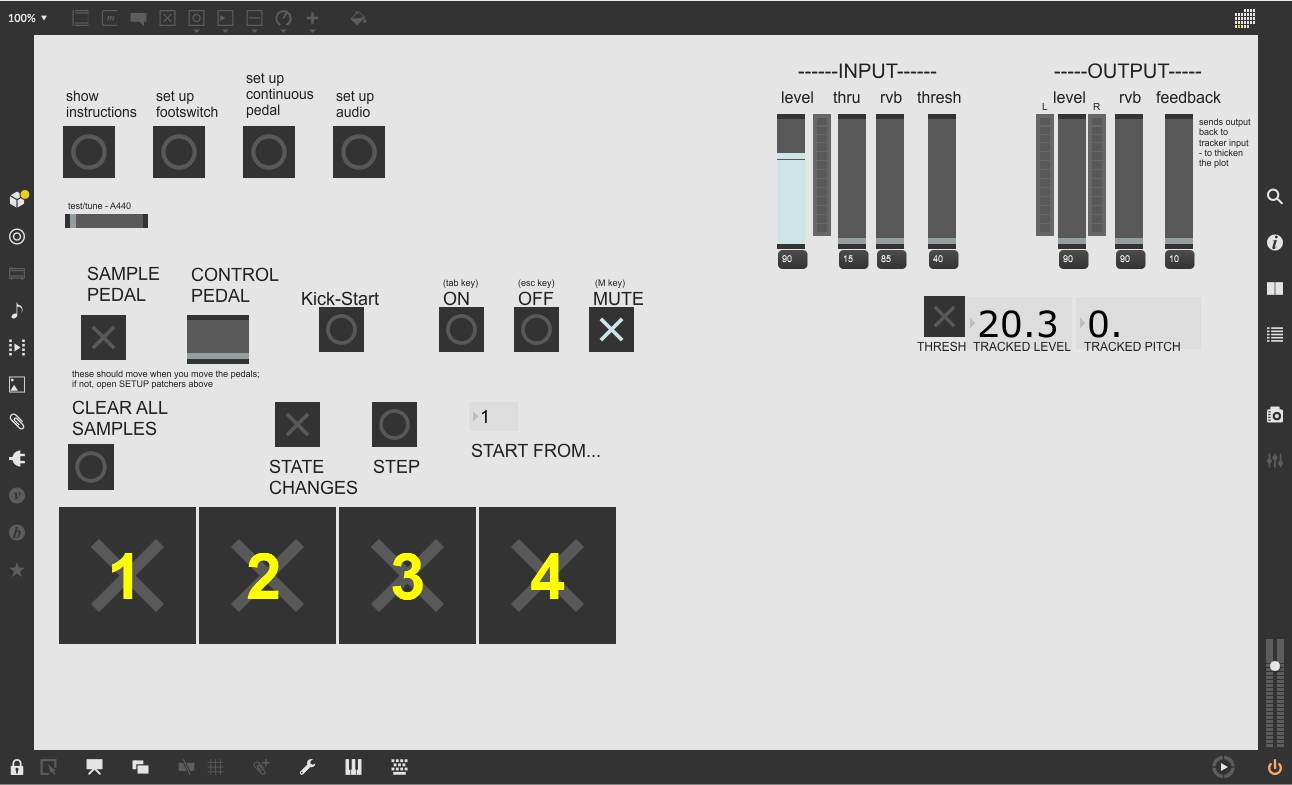 100%
show
instructions
set up
footswitch
set up
continuous
pedal
set up
audio
test/tune - A440
------INPUT------
level
thru
rvb
thresh
90
15
85
40
-----OUTPUT-----
L
level
R
rvb
feedback
sends output
back to
tracker input
- to thicken
the plot
90
90
10
SAMPLE
PEDAL
CONTROL
PEDAL
Kick-Start
(tab key)
ON
(esc key)
OFF
(M key)
MUTE
these should move when you move the pedals;
if not, open SETUP patchers above
20.3
0.
THRESH
TRACKED LEVEL
TRACKED PITCH
CLEAR ALL
SAMPLES
STATE
CHANGES
STEP
1
START FROM...
1
2
3
4